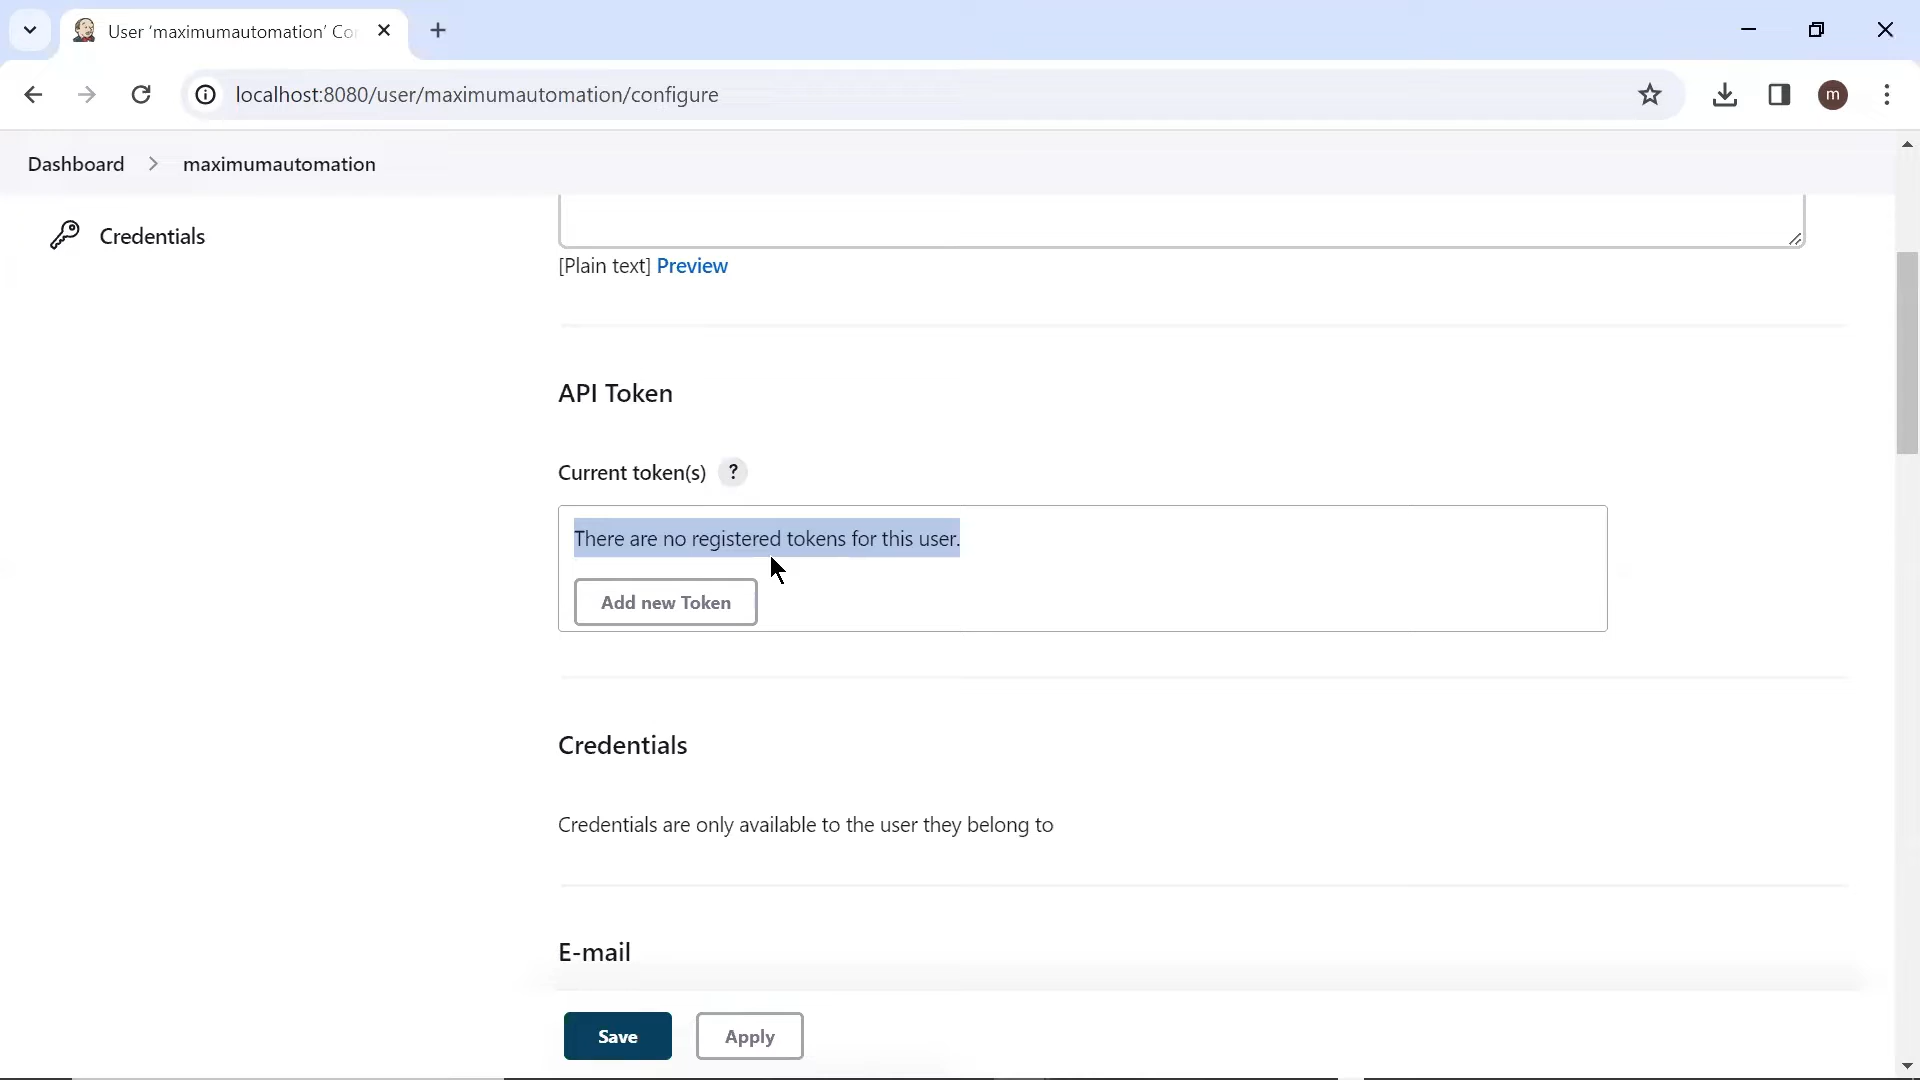 User ‘maximumautomation’ Co
localhost:8080/user/maximumautomation/configure
m
Dashboard
maximumautomation
Credentials
[Plain text] Preview
API Token
Current token(s) ?
There are no registered tokens for this user.
Add new Token
Credentials
Credentials are only available to the user they belong to
E-mail
Save
Apply